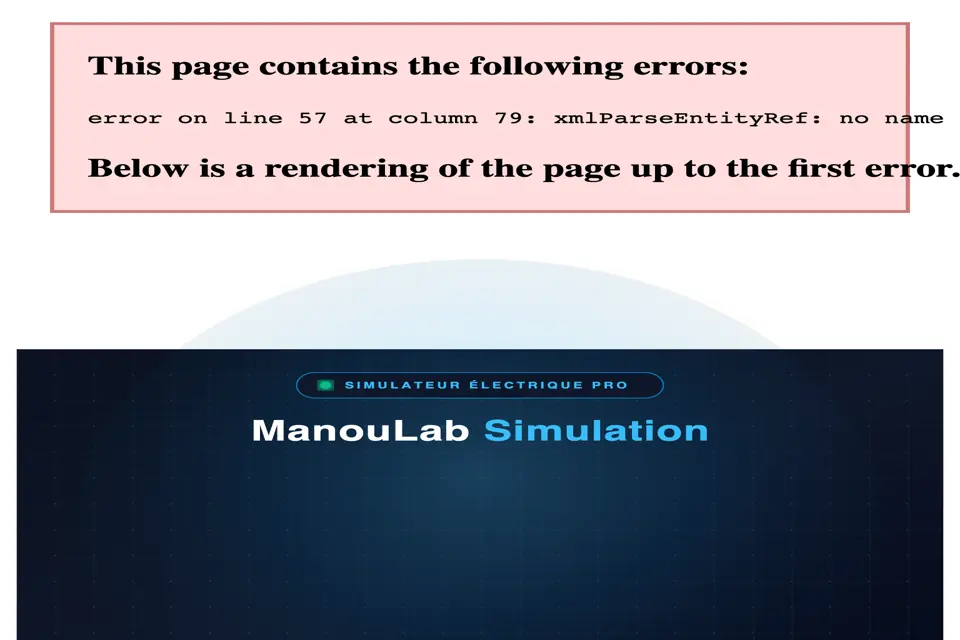 This page contains the following errors:
error on line 57 at column 79: xmlParseEntityRef: no name
Below is a rendering of the page up to the first error.
SIMULATEUR ÉLECTRIQUE PRO
ManouLab Simulation